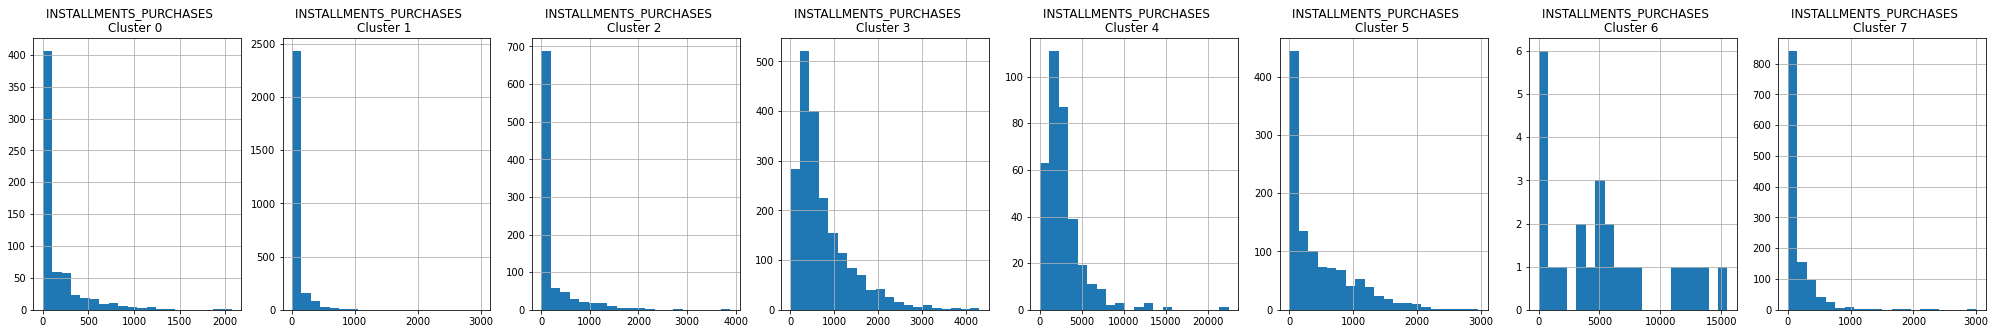 INSTALLMENTS_PURCHASES
Cluster 0
400
350
300
250
200
150
100
50
0
0 500 1000 1500 2000
INSTALLMENTS_PURCHASES
Cluster 1
2500
2000
1500
1000
500
0
0 1000 2000 3000
INSTALLMENTS_PURCHASES
Cluster 2
700
600
500
400
300
200
100
0
0 1000 2000 3000 4000
INSTALLMENTS_PURCHASES
Cluster 3
500
400
300
200
100
0
0 1000 2000 3000 4000
INSTALLMENTS_PURCHASES
Cluster 4
100
80
60
40
20
0
0 5000 10000 15000 20000
INSTALLMENTS_PURCHASES
Cluster 5
400
300
200
100
0
0 1000 2000 3000
INSTALLMENTS_PURCHASES
Cluster 6
6
5
4
3
2
1
0
0 5000 10000 15000
INSTALLMENTS_PURCHASES
Cluster 7
800
700
600
500
400
300
200
100
0
0 1000 2000 3000